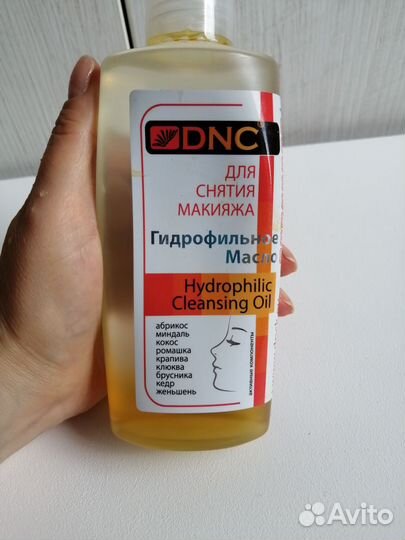 DNC
ДЛЯ
СНЯТИЯ
МАКИЯЖА
Гидрофильное
Масло
Hydrophilic
Cleansing Oil
абрикос
миндаль
кокос
ромашка
крапива
клюква
брусника
кедр
женьшень
активные компоненты
Avito